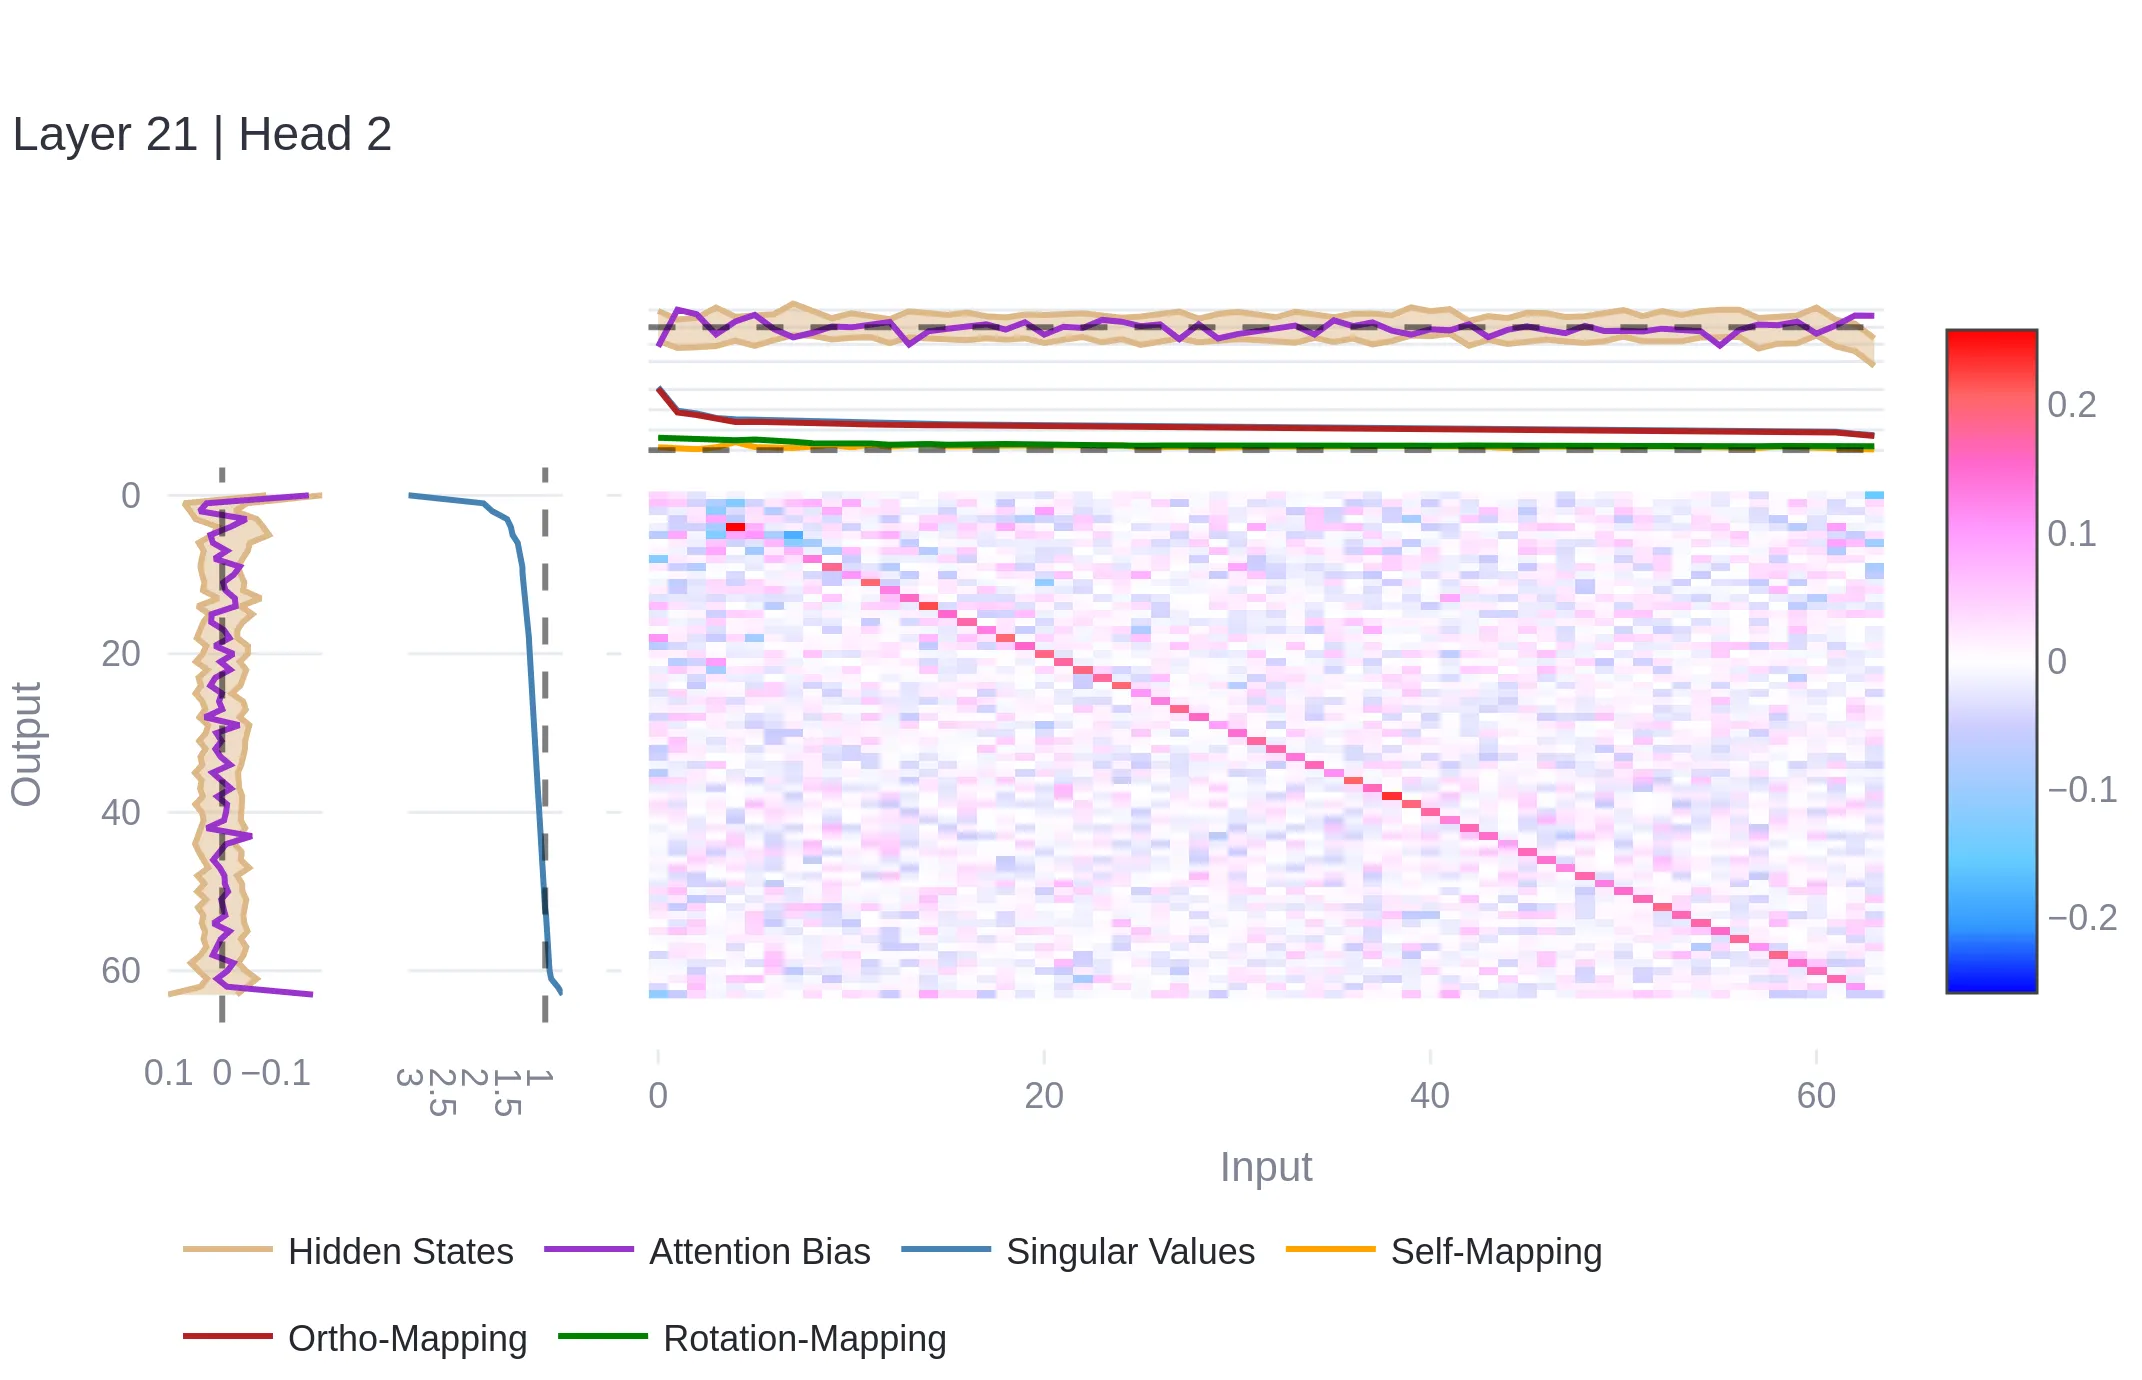 Layer 21 | Head 2
0
20
40
60
Output
0.1 0 −0.1
3 2.5 2 1.5 1
0 20 40 60
Input
0.2
0.1
0
−0.1
−0.2
Hidden States Attention Bias Singular Values Self-Mapping
Ortho-Mapping Rotation-Mapping